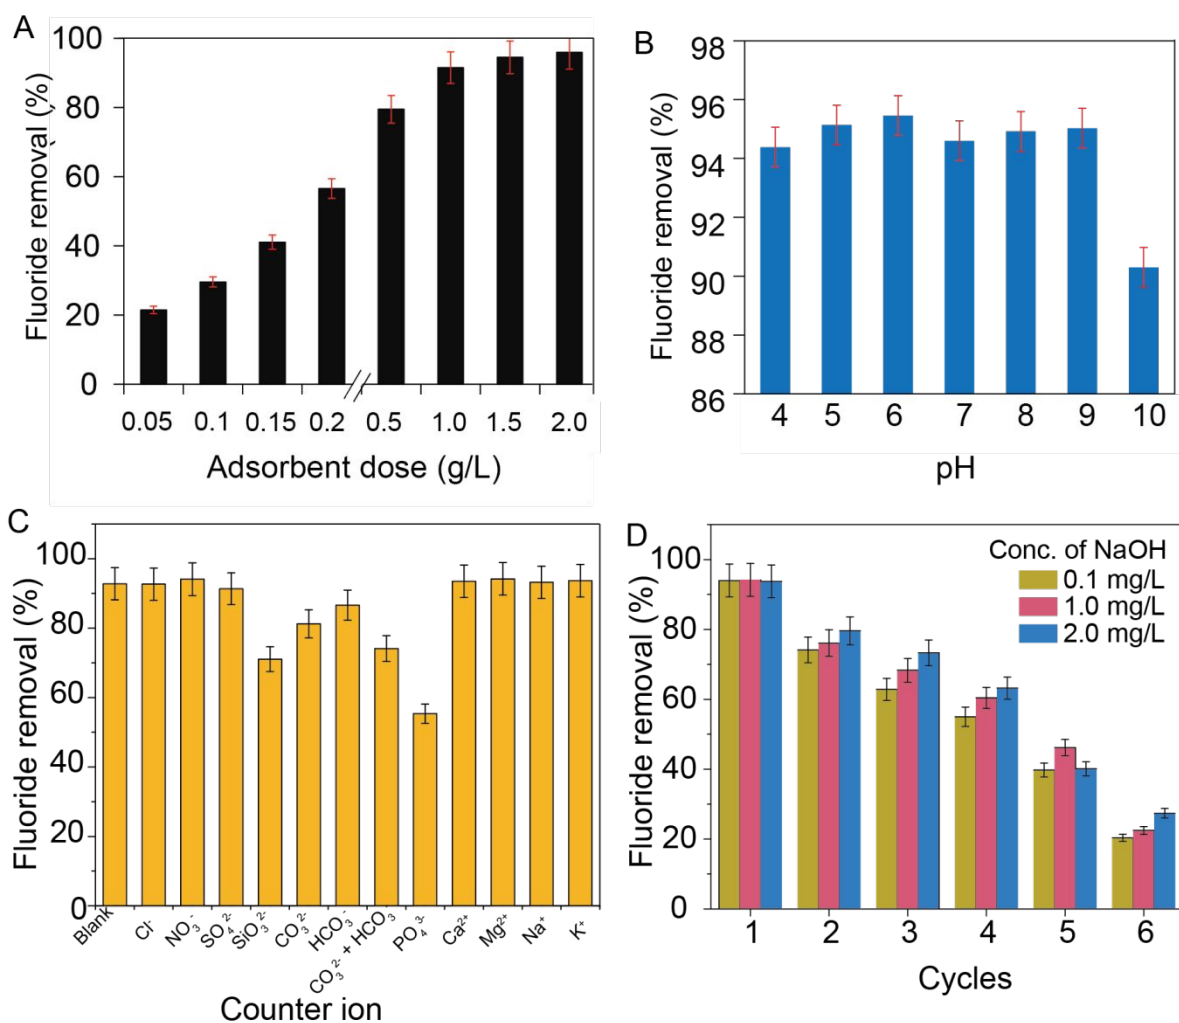 A
Fluoride removal (%)
100
80
60
40
20
0
0.05 0.1 0.15 0.2 0.5 1.0 1.5 2.0
Adsorbent dose (g/L)
B
Fluoride removal (%)
98
96
94
92
90
88
86
4 5 6 7 8 9 10
pH
C
Fluoride removal (%)
100
80
60
40
20
0
Blank Cl⁻ NO₃⁻ SO₄²⁻ SiO₃²⁻ CO₃²⁻ HCO₃⁻ CO₃²⁻ + HCO₃⁻ PO₄³⁻ Ca²⁺ Mg²⁺ Na⁺ K⁺
Counter ion
D
Conc. of NaOH
0.1 mg/L
1.0 mg/L
2.0 mg/L
Fluoride removal (%)
100
80
60
40
20
0
1 2 3 4 5 6
Cycles